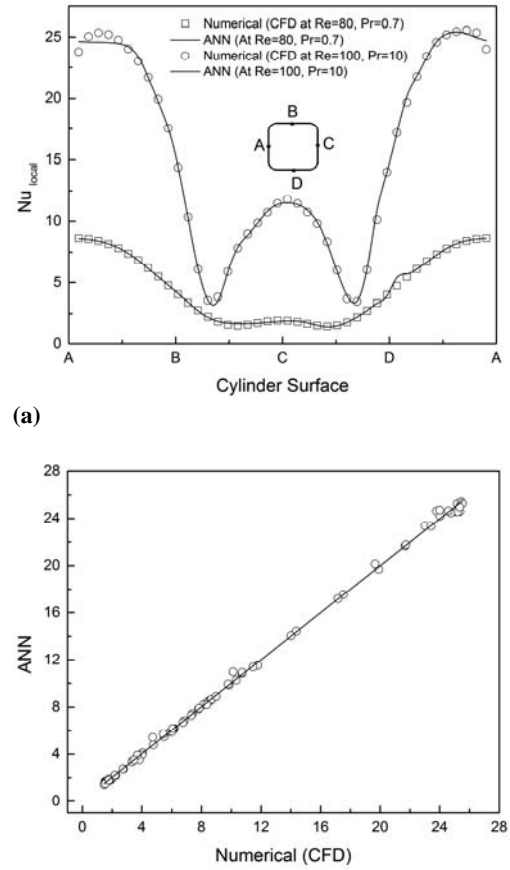 Numerical (CFD at Re=80, Pr=0.7)
ANN (At Re=80, Pr=0.7)
Numerical (CFD at Re=100, Pr=10)
ANN (At Re=100, Pr=10)
25
20
15
10
5
0
Nu local
B
A C
D
A B C D A
Cylinder Surface
(a)
28
24
20
16
12
8
4
0
ANN
0 4 8 12 16 20 24 28
Numerical (CFD)